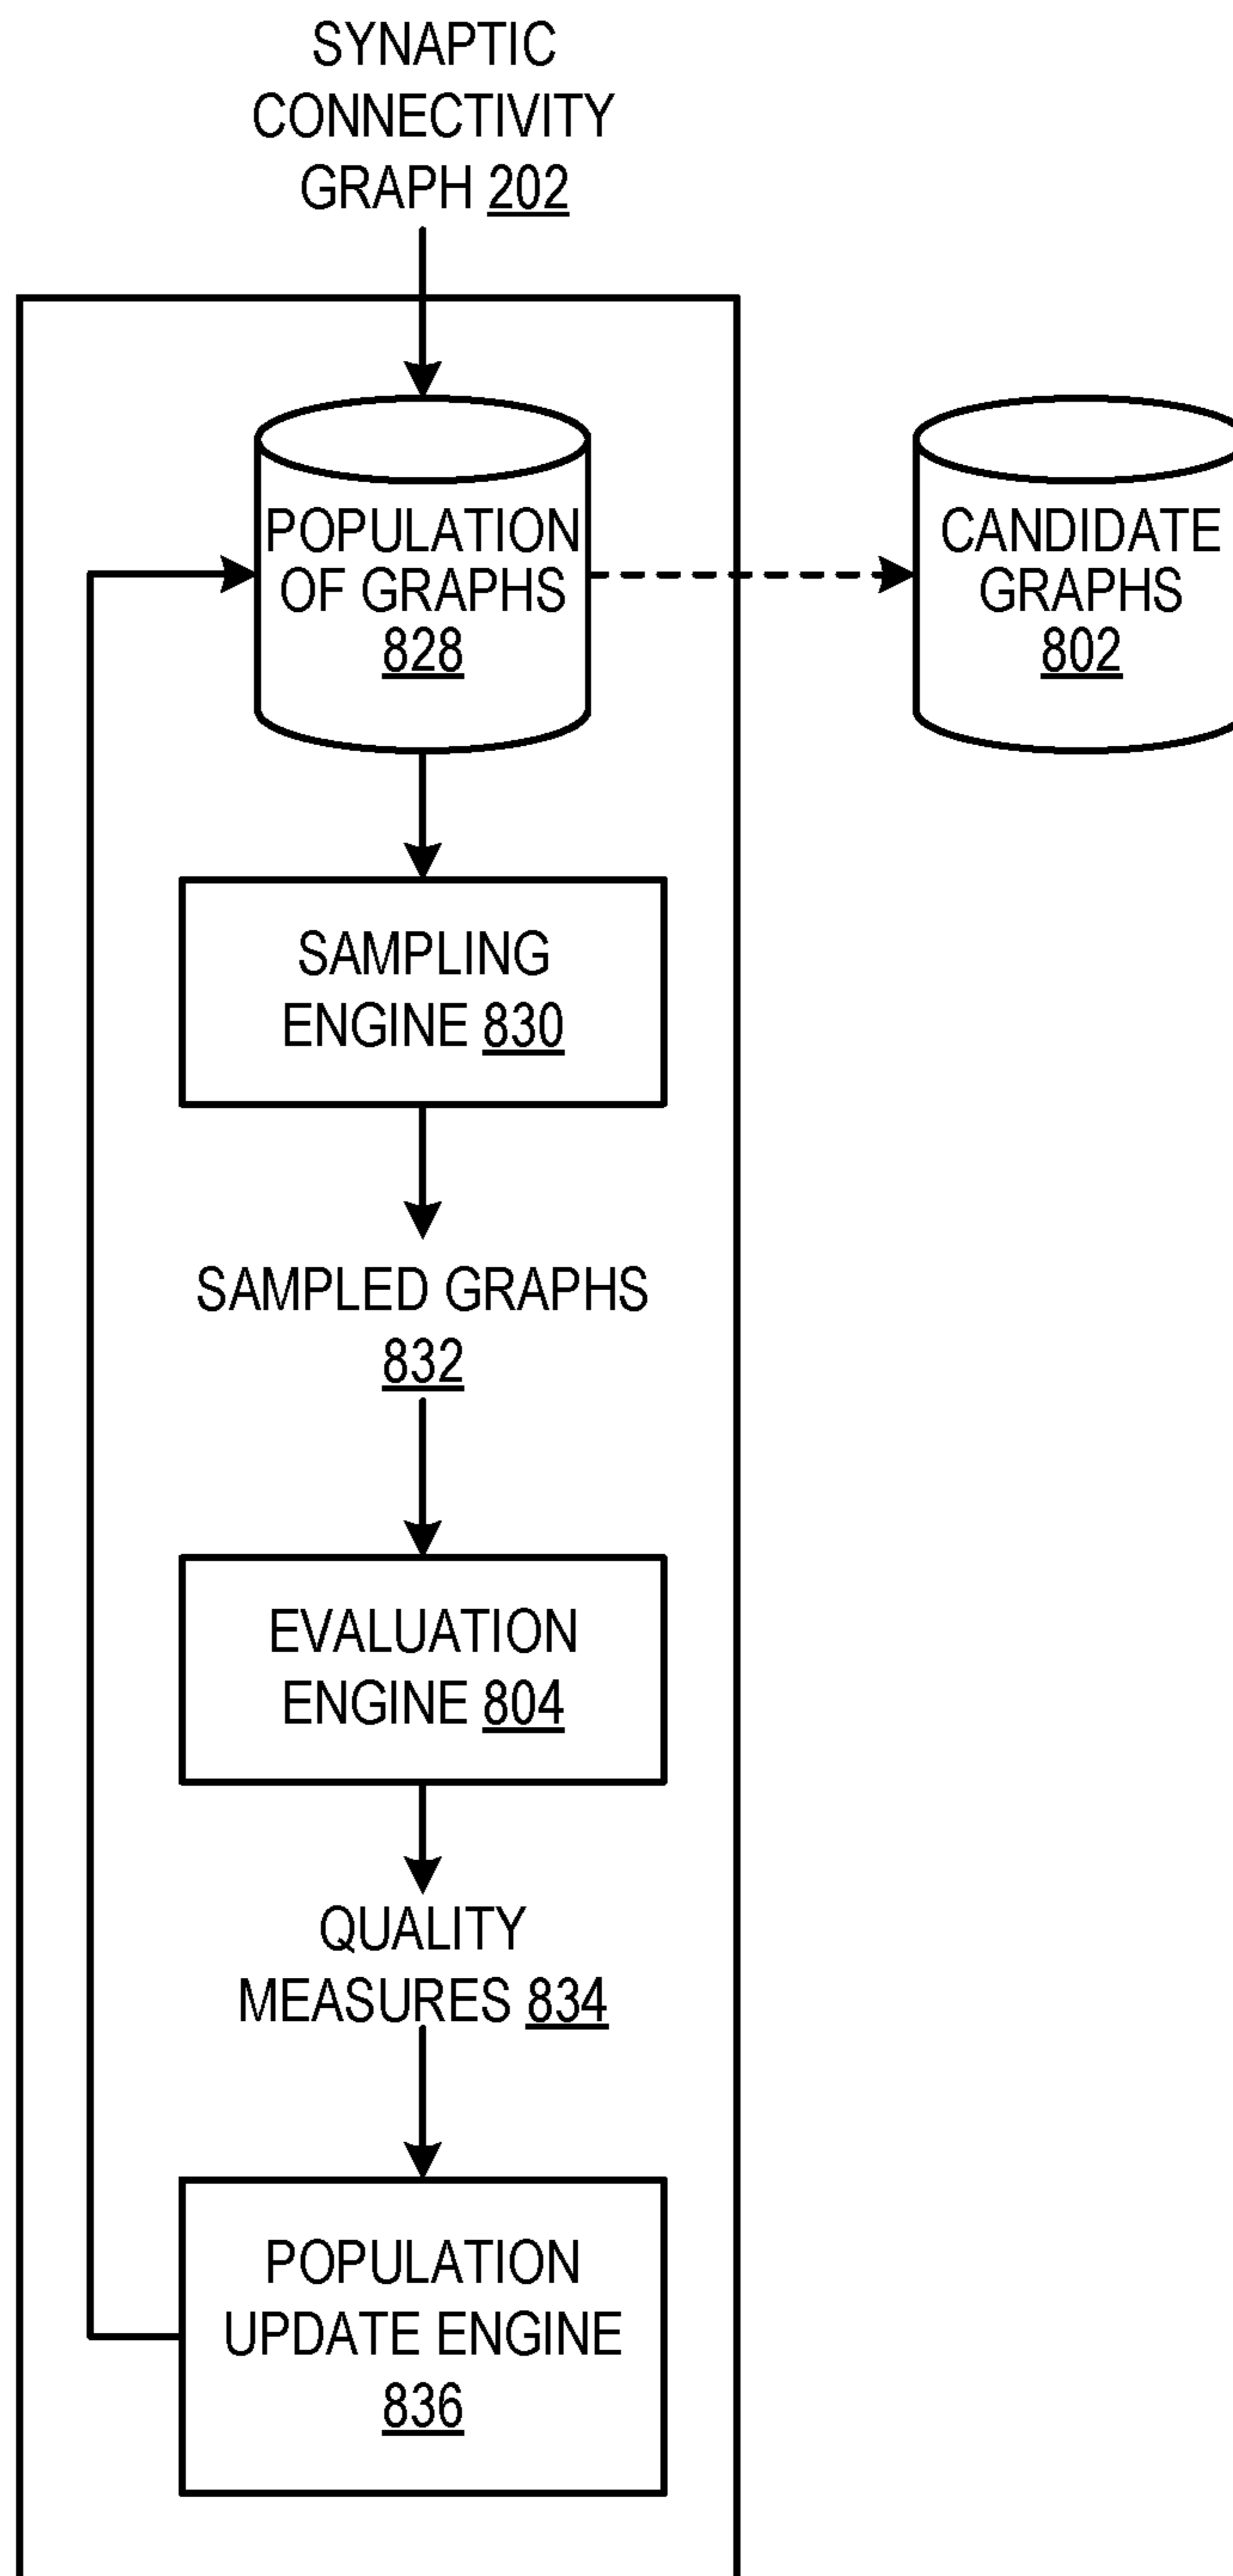 SYNAPTIC
CONNECTIVITY
GRAPH 202
POPULATION
OF GRAPHS
828
CANDIDATE
GRAPHS
802
SAMPLING
ENGINE 830
SAMPLED GRAPHS
832
EVALUATION
ENGINE 804
QUALITY
MEASURES 834
POPULATION
UPDATE ENGINE
836